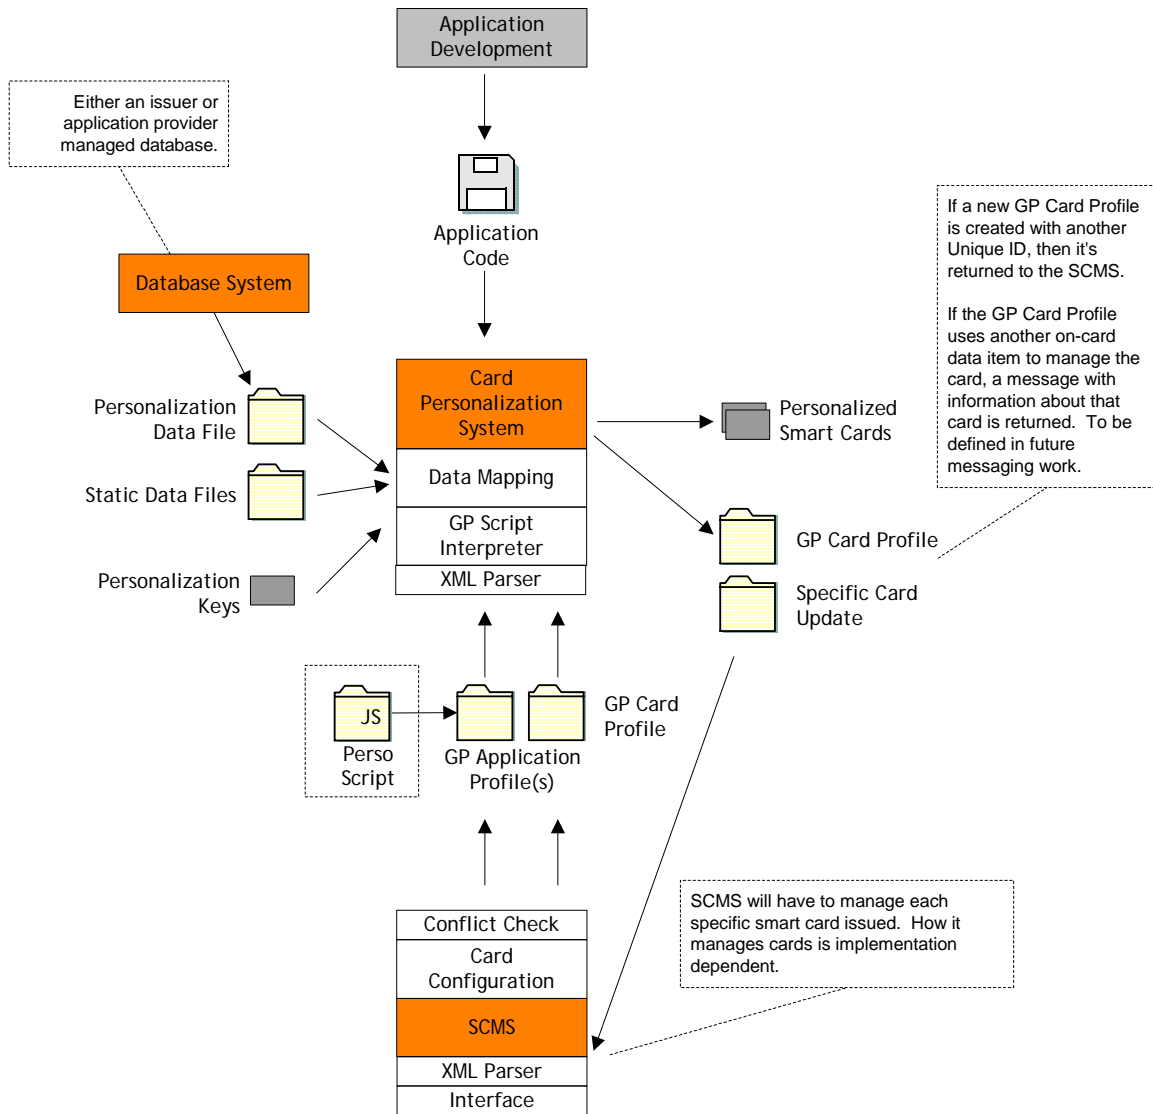 Application
Development
Either an issuer or
application provider
managed database.
Application
Code
If a new GP Card Profile
is created with another
Unique ID, then it's
returned to the SCMS.
If the GP Card Profile
uses another on-card
data item to manage the
card, a message with
information about that
card is returned. To be
defined in future
messaging work.
Database System
Card
Personalization
System
Data Mapping
GP Script
Interpreter
XML Parser
Personalization
Data File
Static Data Files
Personalization
Keys
Personalized
Smart Cards
GP Card Profile
Specific Card
Update
JS
Perso
Script
GP Application
Profile(s)
GP Card
Profile
Conflict Check
Card
Configuration
SCMS
XML Parser
Interface
SCMS will have to manage each
specific smart card issued. How it
manages cards is implementation
dependent.